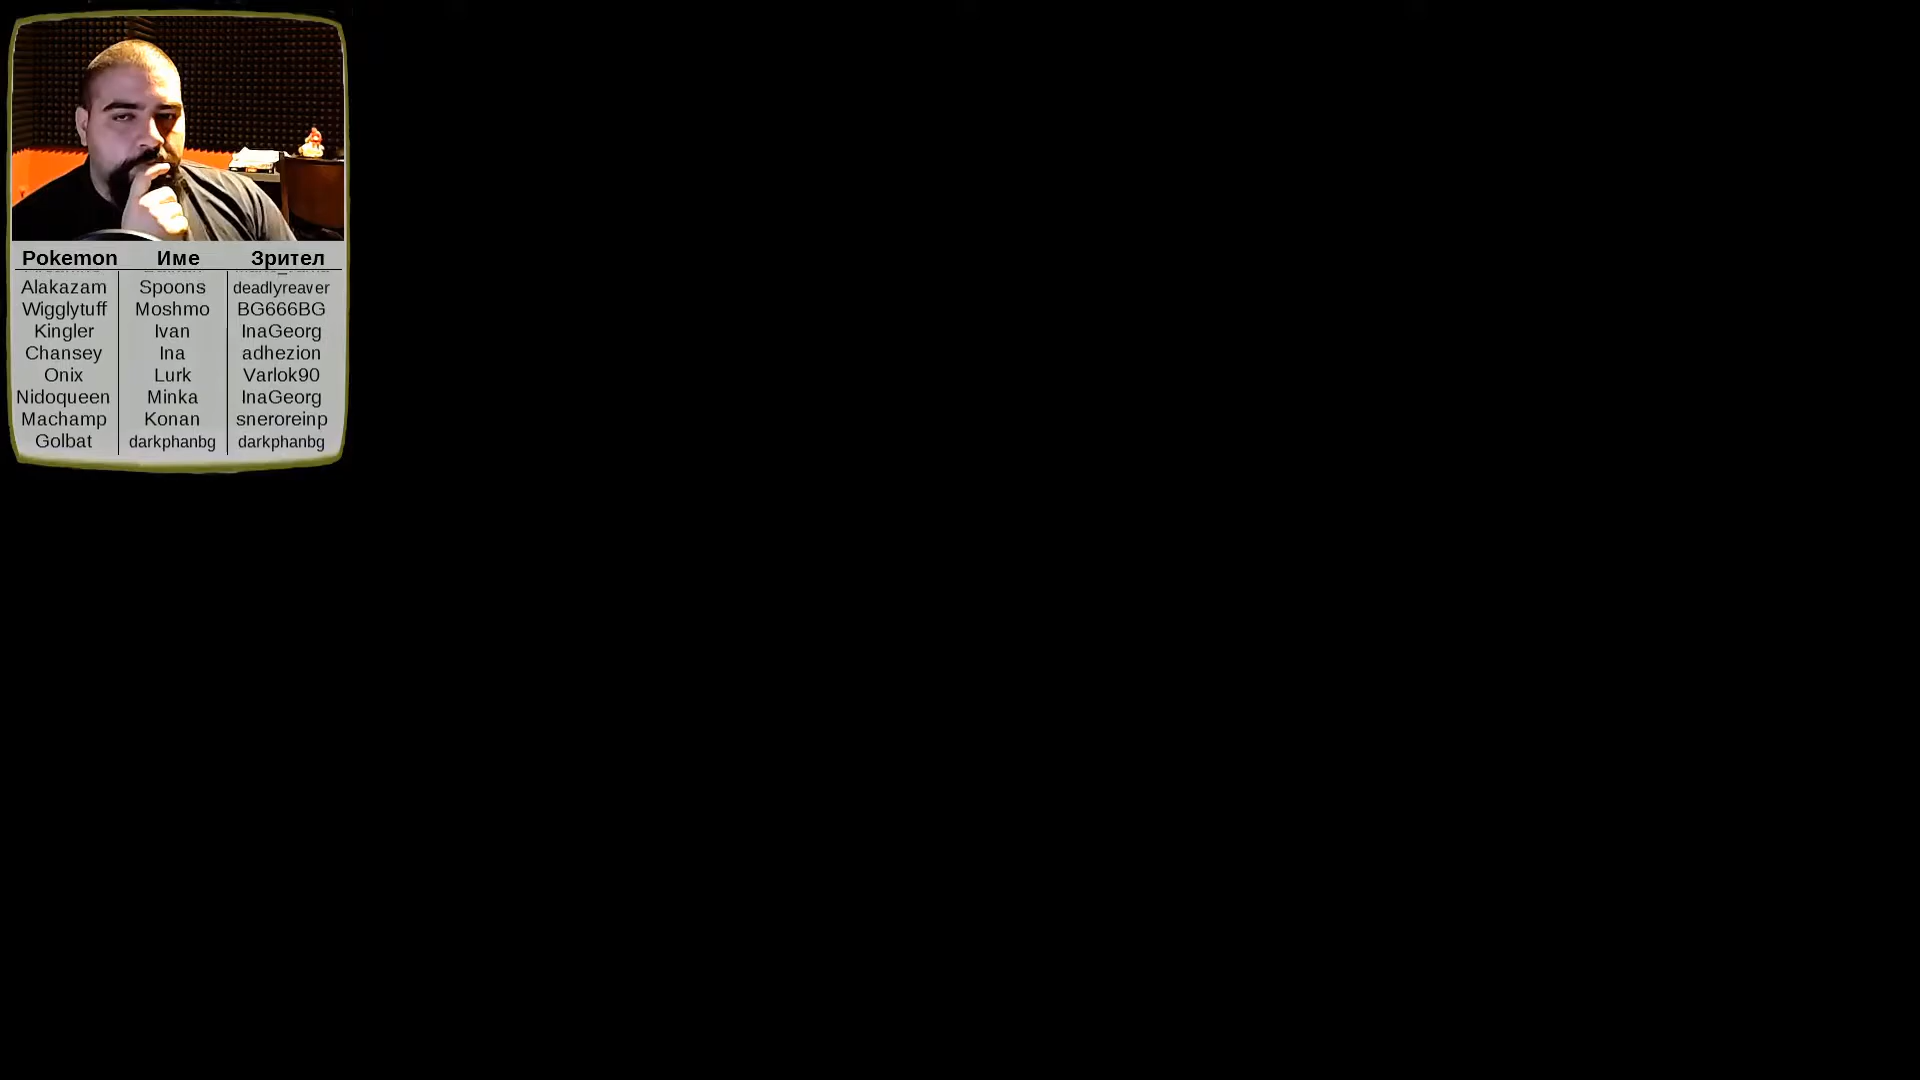 Pokemon Име Зрител
Alakazam Spoons deadlyreaver
Wigglytuff Moshmo BG666BG
Kingler Ivan InaGeorg
Chansey Ina adhezion
Onix Lurk Varlok90
Nidoqueen Minka InaGeorg
Machamp Konan sneroreinp
Golbat darkphanbg darkphanbg